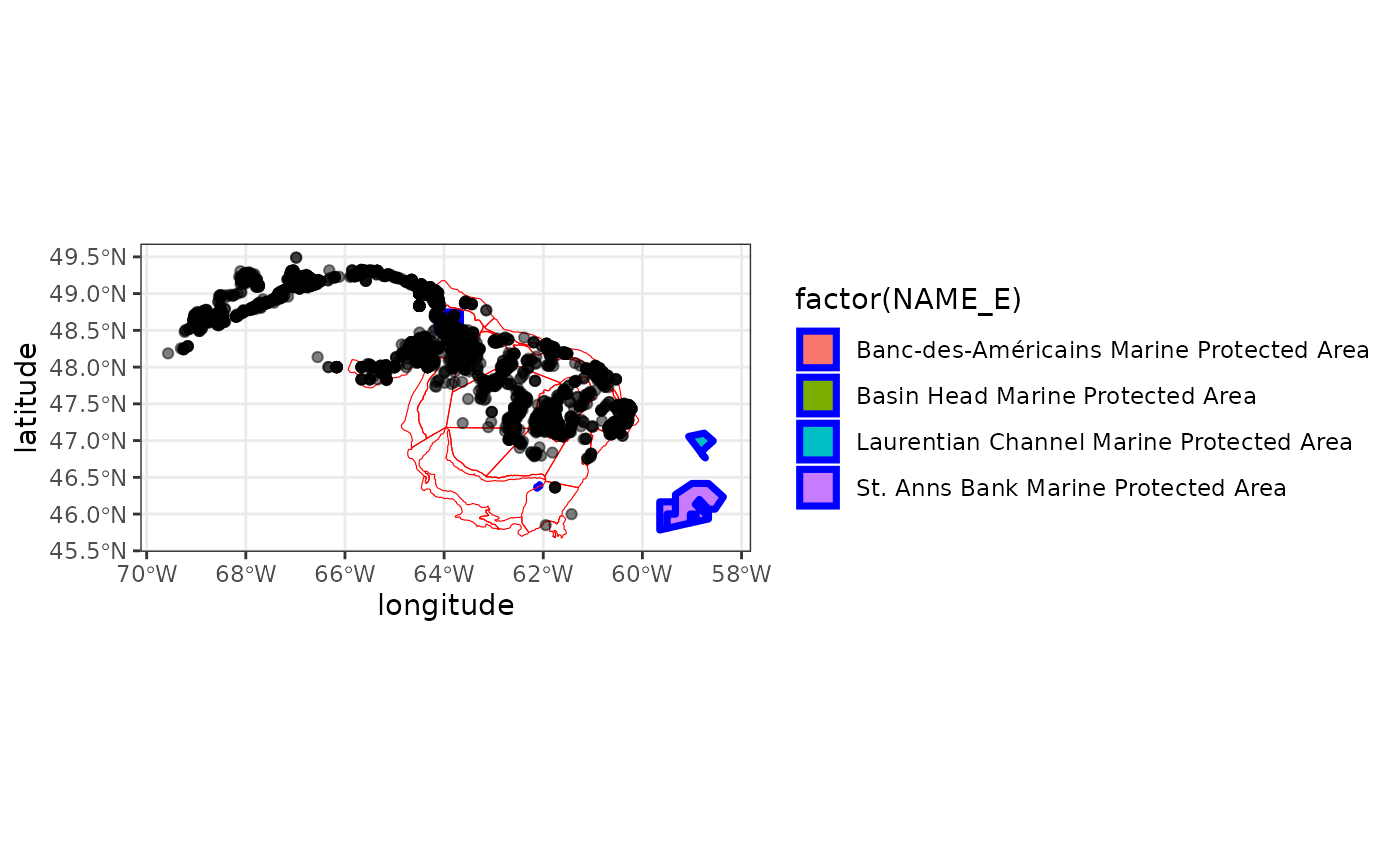 49.5°N
49.0°N
48.5°N
48.0°N
47.5°N
47.0°N
46.5°N
46.0°N
45.5°N
70°W 68°W 66°W 64°W 62°W 60°W 58°W
longitude
latitude
factor(NAME_E)
Banc-des-Américains Marine Protected Area
Basin Head Marine Protected Area
Laurentian Channel Marine Protected Area
St. Anns Bank Marine Protected Area